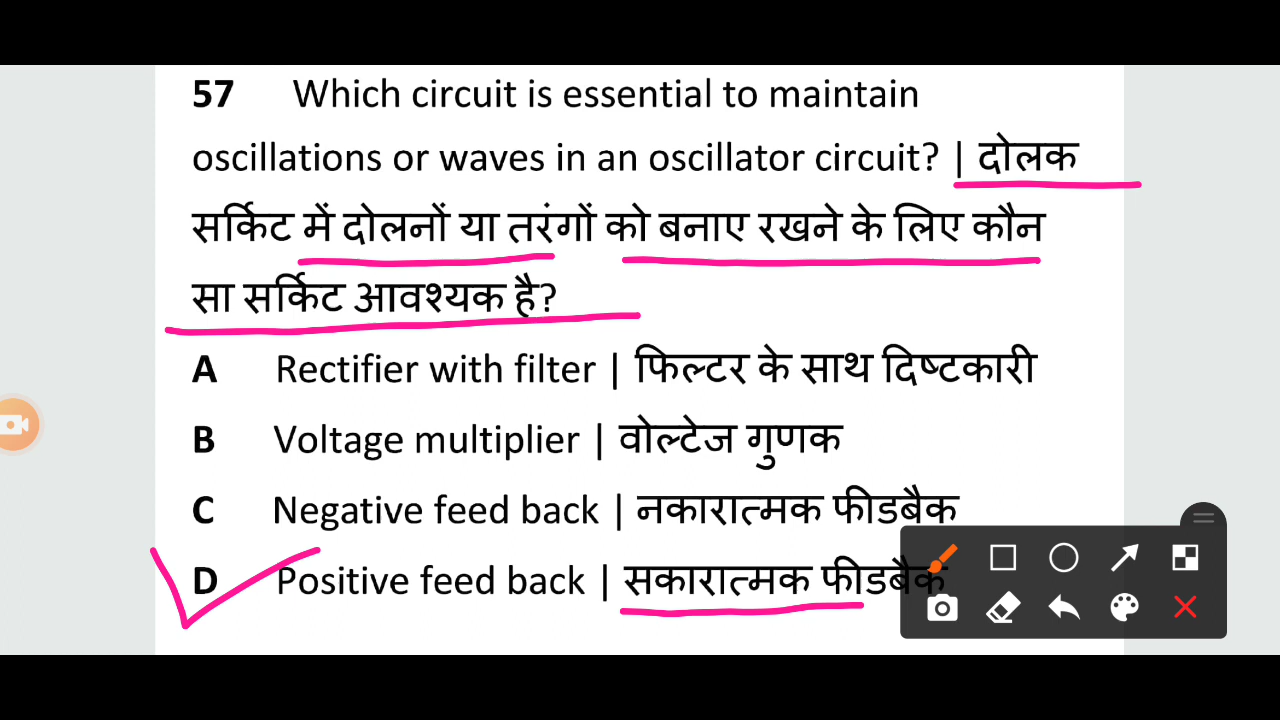 57 Which circuit is essential to maintain
oscillations or waves in an oscillator circuit? | दोलक
सर्किट में दोलनों या तरंगों को बनाए रखने के लिए कौन
सा सर्किट आवश्यक है?
A Rectifier with filter | फिल्टर के साथ दिष्टकारी
B Voltage multiplier | वोल्टेज गुणक
C Negative feed back | नकारात्मक फीडबैक
D Positive feed back | सकारात्मक फीडबैक